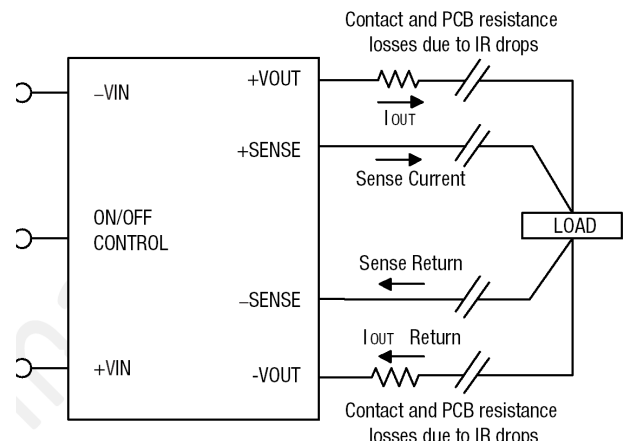 Contact and PCB resistance
losses due to IR drops
+VOUT
–VIN
IOUT
+SENSE
Sense Current
ON/OFF
CONTROL
LOAD
Sense Return
–SENSE
IOUT Return
+VIN
-VOUT
Contact and PCB resistance
losses due to IR drops